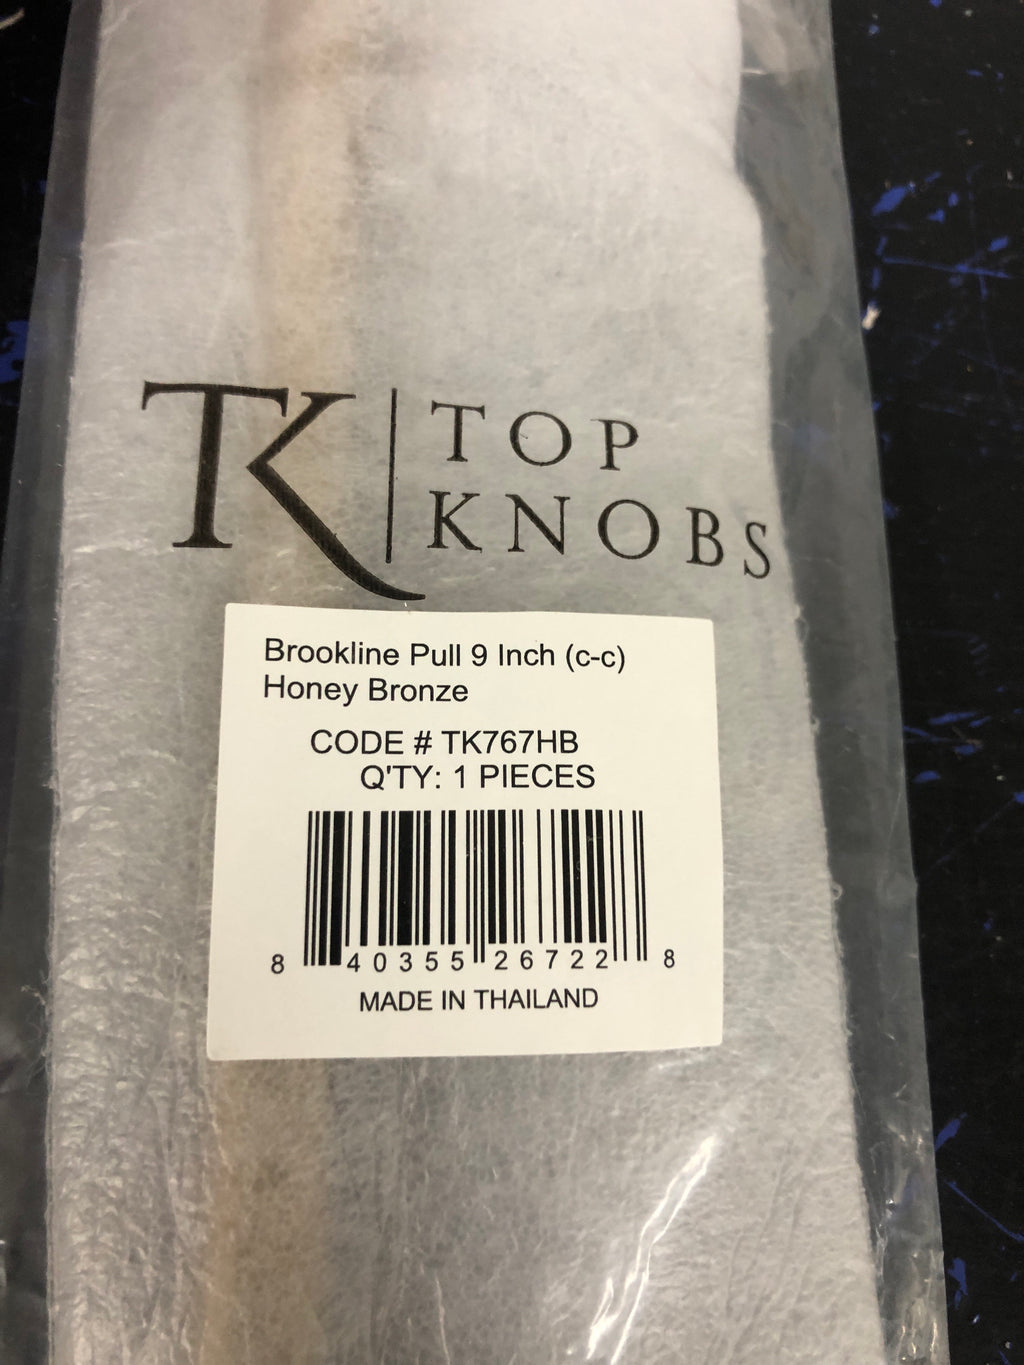 TK TOP
KNOBS
Brookline Pull 9 Inch (c-c)
Honey Bronze
CODE # TK767HB
Q'TY: 1 PIECES
8 40355 26722 8
MADE IN THAILAND